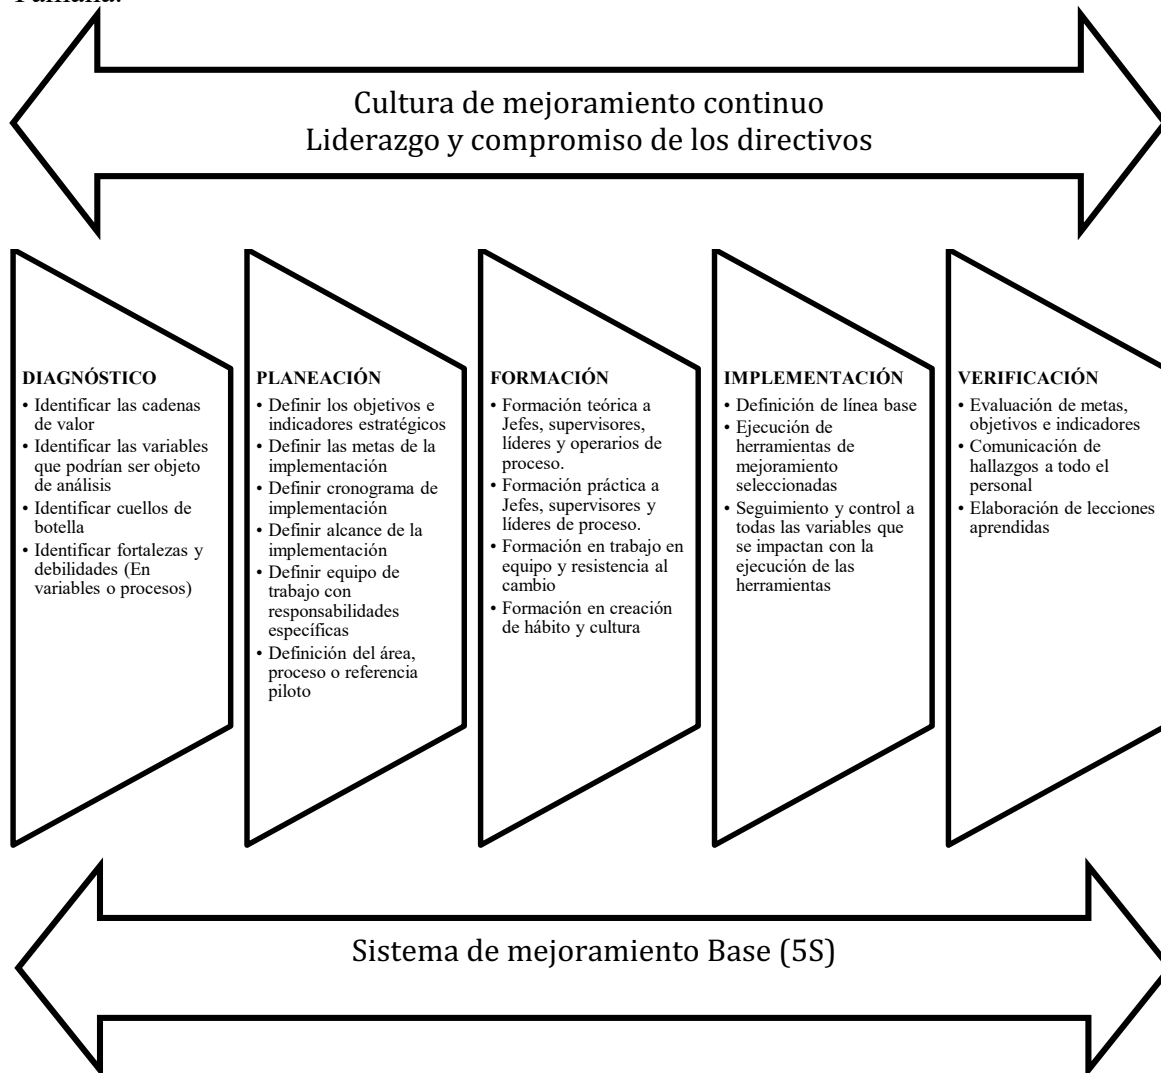 Cultura de mejoramiento continuo
Liderazgo y compromiso de los directivos
DIAGNÓSTICO
• Identificar las cadenas
de valor
• Identificar las variables
que podrían ser objeto
de análisis
• Identificar cuellos de
botella
• Identificar fortalezas y
debilidades (En
variables o procesos)
PLANEACIÓN
• Definir los objetivos e
indicadores estratégicos
• Definir las metas de la
implementación
• Definir cronograma de
implementación
• Definir alcance de la
implementación
• Definir equipo de
trabajo con
responsabilidades
específicas
• Definición del área,
proceso o referencia
piloto
FORMACIÓN
• Formación teórica a
Jefes, supervisores,
líderes y operarios de
proceso.
• Formación práctica a
Jefes, supervisores y
líderes de proceso.
• Formación en trabajo en
equipo y resistencia al
cambio
• Formación en creación
de hábito y cultura
IMPLEMENTACIÓN
• Definición de línea base
• Ejecución de
herramientas de
mejoramiento
seleccionadas
• Seguimiento y control a
todas las variables que
se impactan con la
ejecución de las
herramientas
VERIFICACIÓN
• Evaluación de metas,
objetivos e indicadores
• Comunicación de
hallazgos a todo el
personal
• Elaboración de lecciones
aprendidas
Sistema de mejoramiento Base (5S)